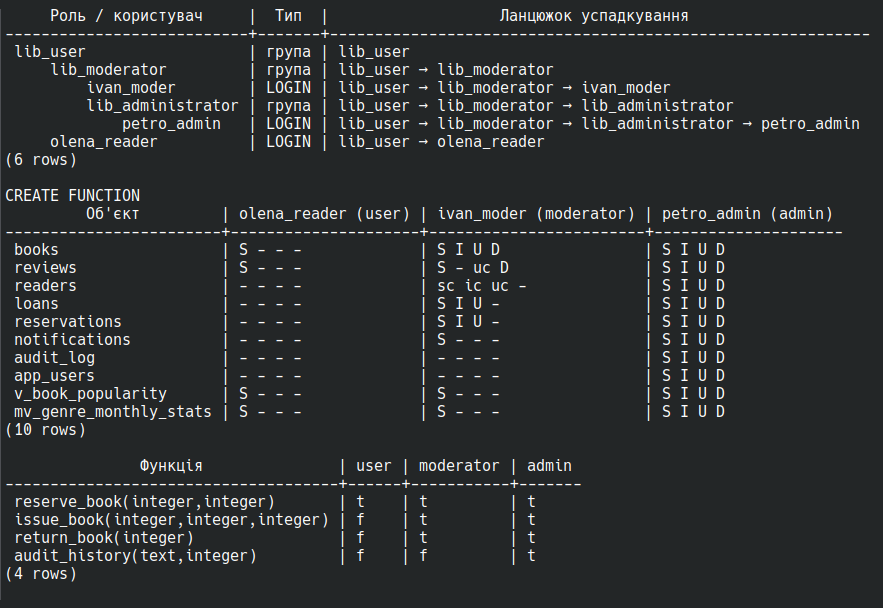 Роль / користувач     |  Тип  |                   Ланцюжок успадкування
---------------------------+-------+------------------------------------------------------------
 lib_user                  | група | lib_user
     lib_moderator         | група | lib_user → lib_moderator
         ivan_moder        | LOGIN | lib_user → lib_moderator → ivan_moder
         lib_administrator | група | lib_user → lib_moderator → lib_administrator
             petro_admin   | LOGIN | lib_user → lib_moderator → lib_administrator → petro_admin
     olena_reader          | LOGIN | lib_user → olena_reader
(6 rows)

CREATE FUNCTION
         Об'єкт         | olena_reader (user) | ivan_moder (moderator) | petro_admin (admin)
------------------------+---------------------+------------------------+---------------------
 books                  | S - - -             | S I U D                | S I U D
 reviews                | S - - -             | S - uc D               | S I U D
 readers                | - - - -             | sc ic uc -             | S I U D
 loans                  | - - - -             | S I U -                | S I U D
 reservations           | - - - -             | S I U -                | S I U D
 notifications          | - - - -             | S - - -                | S I U D
 audit_log              | - - - -             | - - - -                | S I U D
 app_users              | - - - -             | - - - -                | S I U D
 v_book_popularity      | S - - -             | S - - -                | S I U D
 mv_genre_monthly_stats | S - - -             | S - - -                | S I U D
(10 rows)

               Функція               | user | moderator | admin
-------------------------------------+------+-----------+-------
 reserve_book(integer,integer)       | t    | t         | t
 issue_book(integer,integer,integer) | f    | t         | t
 return_book(integer)                | f    | t         | t
 audit_history(text,integer)         | f    | f         | t
(4 rows)